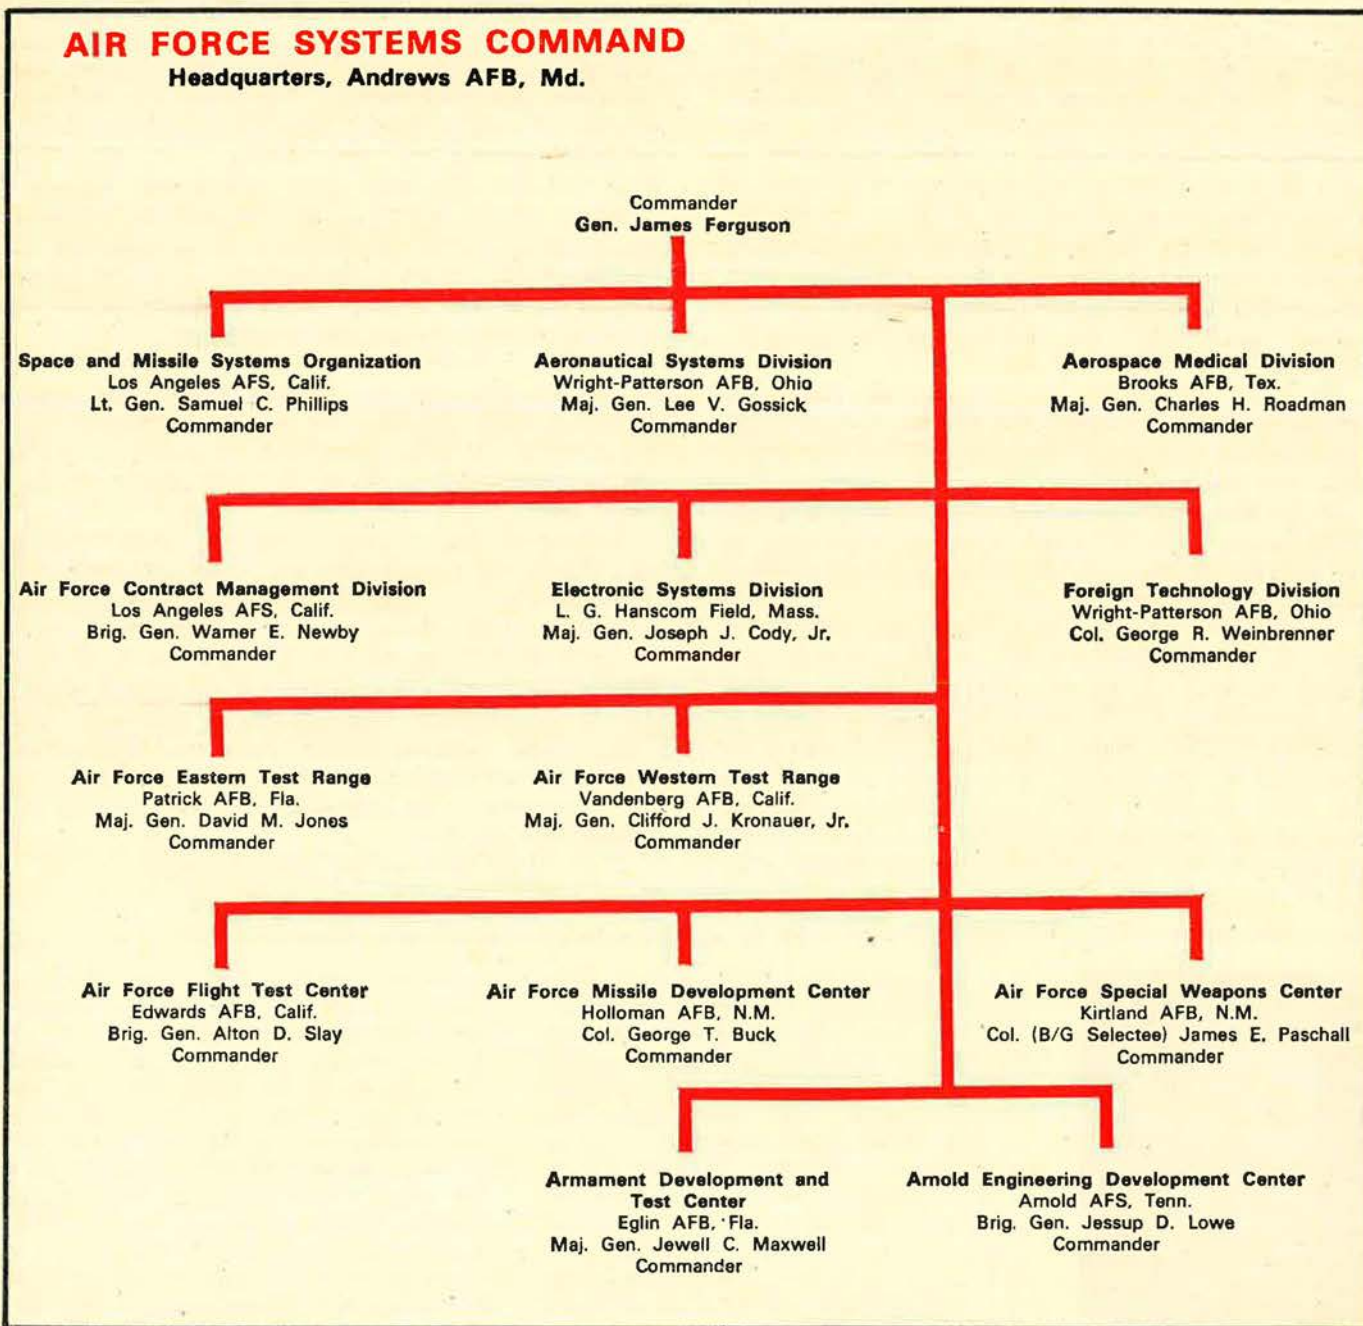 AIR FORCE SYSTEMS COMMAND
Headquarters, Andrews AFB, Md.
Commander
Gen. James Ferguson
Space and Missile Systems Organization
Los Angeles AFS, Calif.
Lt. Gen. Samuel C. Phillips
Commander
Aeronautical Systems Division
Wright-Patterson AFB, Ohio
Maj. Gen. Lee V. Gossick
Commander
Aerospace Medical Division
Brooks AFB, Tex.
Maj. Gen. Charles H. Roadman
Commander
Air Force Contract Management Division
Los Angeles AFS, Calif.
Brig. Gen. Warner E. Newby
Commander
Electronic Systems Division
L. G. Hanscom Field, Mass.
Maj. Gen. Joseph J. Cody, Jr.
Commander
Foreign Technology Division
Wright-Patterson AFB, Ohio
Col. George R. Weinbrenner
Commander
Air Force Eastern Test Range
Patrick AFB, Fla.
Maj. Gen. David M. Jones
Commander
Air Force Western Test Range
Vandenberg AFB, Calif.
Maj. Gen. Clifford J. Kronauer, Jr.
Commander
Air Force Flight Test Center
Edwards AFB, Calif.
Brig. Gen. Alton D. Slay
Commander
Air Force Missile Development Center
Holloman AFB, N.M.
Col. George T. Buck
Commander
Air Force Special Weapons Center
Kirtland AFB, N.M.
Col. (B/G Selectee) James E. Paschall
Commander
Armament Development and
Test Center
Eglin AFB, Fla.
Maj. Gen. Jewell C. Maxwell
Commander
Arnold Engineering Development Center
Arnold AFS, Tenn.
Brig. Gen. Jessup D. Lowe
Commander